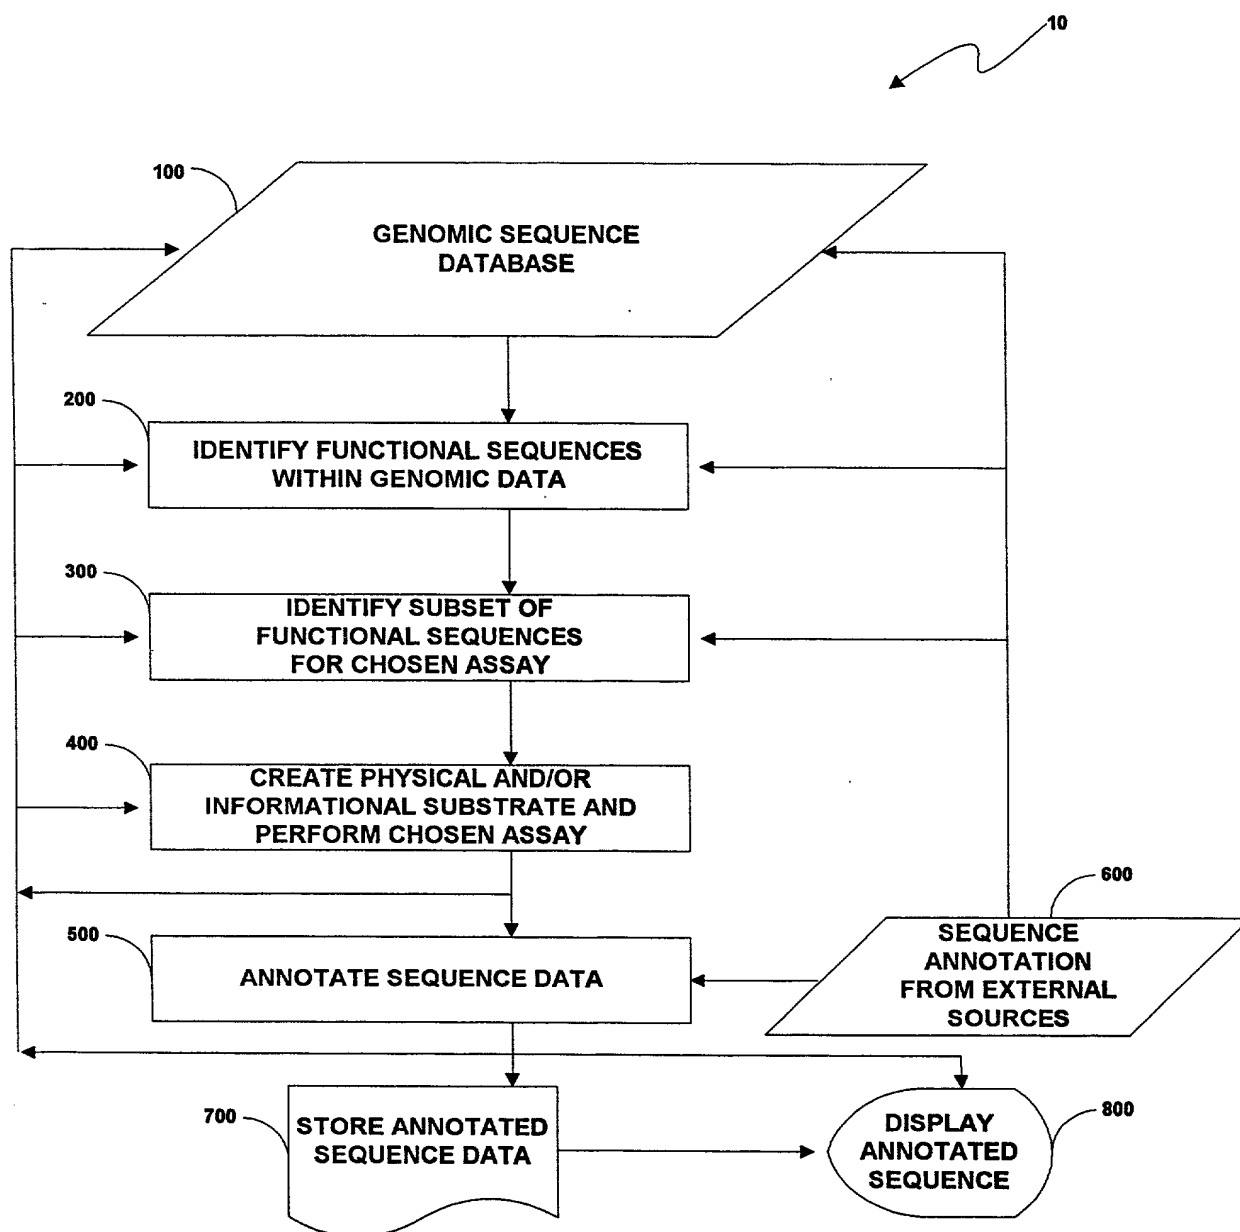 10
100
GENOMIC SEQUENCE
DATABASE
200
IDENTIFY FUNCTIONAL SEQUENCES
WITHIN GENOMIC DATA
300
IDENTIFY SUBSET OF
FUNCTIONAL SEQUENCES
FOR CHOSEN ASSAY
400
CREATE PHYSICAL AND/OR
INFORMATIONAL SUBSTRATE AND
PERFORM CHOSEN ASSAY
500
ANNOTATE SEQUENCE DATA
600
SEQUENCE
ANNOTATION
FROM EXTERNAL
SOURCES
700
STORE ANNOTATED
SEQUENCE DATA
800
DISPLAY
ANNOTATED
SEQUENCE